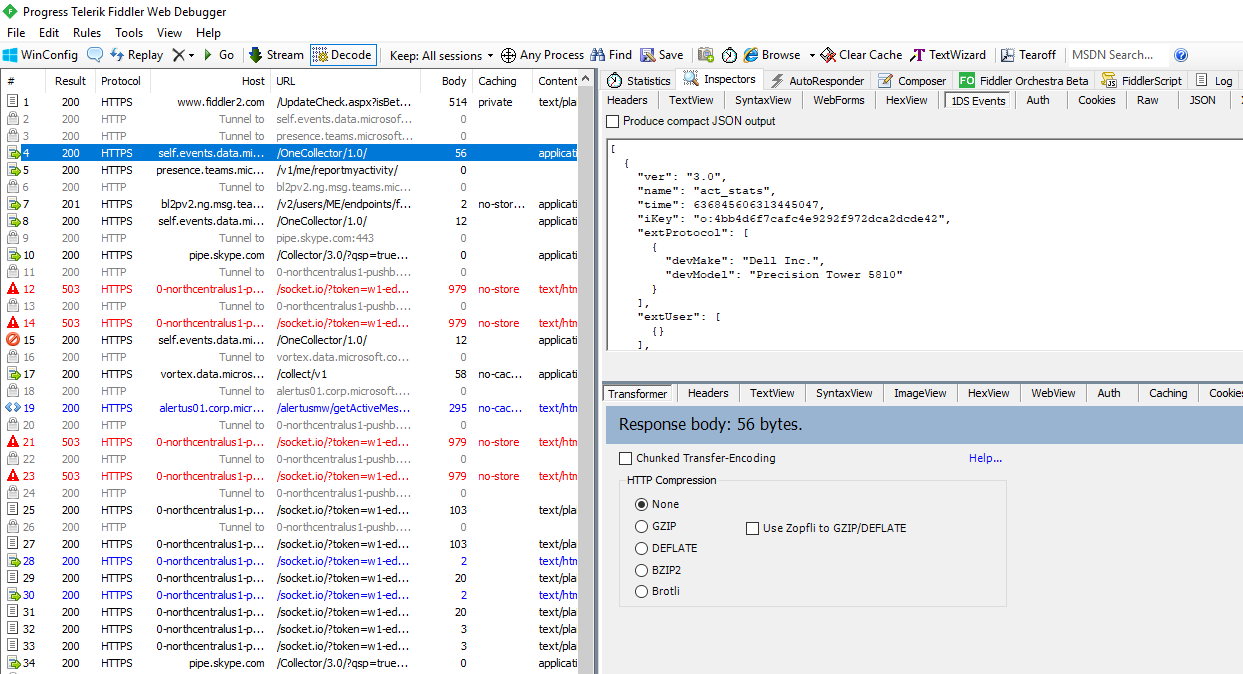 Progress Telerik Fiddler Web Debugger
File Edit Rules Tools View Help
WinConfig Replay Go Stream Decode Keep: All sessions Any Process Find Save Browse Clear Cache TextWizard Tearoff MSDN Search...
# Result Protocol Host URL Body Caching Content
1 200 HTTPS www.fiddler2.com /UpdateCheck.aspx?isBet... 514 private text/pla
2 200 HTTP Tunnel to self.events.data.microsof... 0
3 200 HTTP Tunnel to presence.teams.microsoft.... 0
4 200 HTTPS self.events.data.mi... /OneCollector/1.0/ 56 applicati
5 200 HTTPS presence.teams.mic... /v1/me/reportmyactivity/ 0
6 200 HTTP Tunnel to bl2pv2.ng.msg.teams.mic... 0
7 201 HTTPS bl2pv2.ng.msg.tea... /v2/users/ME/endpoints/f... 2 no-stor... applicati
8 200 HTTPS self.events.data.mi... /OneCollector/1.0/ 12 applicati
9 200 HTTP Tunnel to pipe.skype.com:443 0
10 200 HTTPS pipe.skype.com /Collector/3.0/?qsp=true... 0 applicati
11 200 HTTP Tunnel to 0-northcentralus1-pushb.... 0
12 503 HTTPS 0-northcentralus1-p... /socket.io/?token=w1-ed... 979 no-store text/htn
13 200 HTTP Tunnel to 0-northcentralus1-pushb.... 0
14 503 HTTPS 0-northcentralus1-p... /socket.io/?token=w1-ed... 979 no-store text/htn
15 200 HTTPS self.events.data.mi... /OneCollector/1.0/ 12 applicati
16 200 HTTP Tunnel to vortex.data.microsoft.co... 0
17 200 HTTPS vortex.data.micros... /collect/v1 58 no-cac... applicati
18 200 HTTP Tunnel to alertus01.corp.microsoft.... 0
19 200 HTTPS alertus01.corp.micr... /alertusmw/getActiveMes... 295 no-cac... text/htn
20 200 HTTP Tunnel to 0-northcentralus1-pushb.... 0
21 503 HTTPS 0-northcentralus1-p... /socket.io/?token=w1-ed... 979 no-store text/htn
22 200 HTTP Tunnel to 0-northcentralus1-pushb.... 0
23 503 HTTPS 0-northcentralus1-p... /socket.io/?token=w1-ed... 979 no-store text/htn
24 200 HTTP Tunnel to 0-northcentralus1-pushb.... 0
25 200 HTTPS 0-northcentralus1-p... /socket.io/?token=w1-ed... 103 text/pla
26 200 HTTP Tunnel to 0-northcentralus1-pushb.... 0
27 200 HTTPS 0-northcentralus1-p... /socket.io/?token=w1-ed... 103 text/pla
28 200 HTTPS 0-northcentralus1-p... /socket.io/?token=w1-ed... 2 text/htn
29 200 HTTPS 0-northcentralus1-p... /socket.io/?token=w1-ed... 20 text/pla
30 200 HTTPS 0-northcentralus1-p... /socket.io/?token=w1-ed... 2 text/htn
31 200 HTTPS 0-northcentralus1-p... /socket.io/?token=w1-ed... 20 text/pla
32 200 HTTPS 0-northcentralus1-p... /socket.io/?token=w1-ed... 3 text/pla
33 200 HTTPS 0-northcentralus1-p... /socket.io/?token=w1-ed... 3 text/pla
34 200 HTTPS pipe.skype.com /Collector/3.0/?qsp=true... 0 applicati
Statistics Inspectors AutoResponder Composer FO Fiddler Orchestra Beta FiddlerScript Log
Headers TextView SyntaxView WebForms HexView 1DS Events Auth Cookies Raw JSON
Produce compact JSON output
[
{
"ver": "3.0",
"name": "act_stats",
"time": 636845606313445047,
"iKey": "o:4bb4d6f7cafc4e9292f972dca2dcde42",
"extProtocol": [
{
"devMake": "Dell Inc.",
"devModel": "Precision Tower 5810"
}
],
"extUser": [
{}
],
Transformer Headers TextView SyntaxView ImageView HexView WebView Auth Caching Cookies
Response body: 56 bytes.
Chunked Transfer-Encoding Help...
HTTP Compression
None
GZIP Use Zopfli to GZIP/DEFLATE
DEFLATE
BZIP2
Brotli